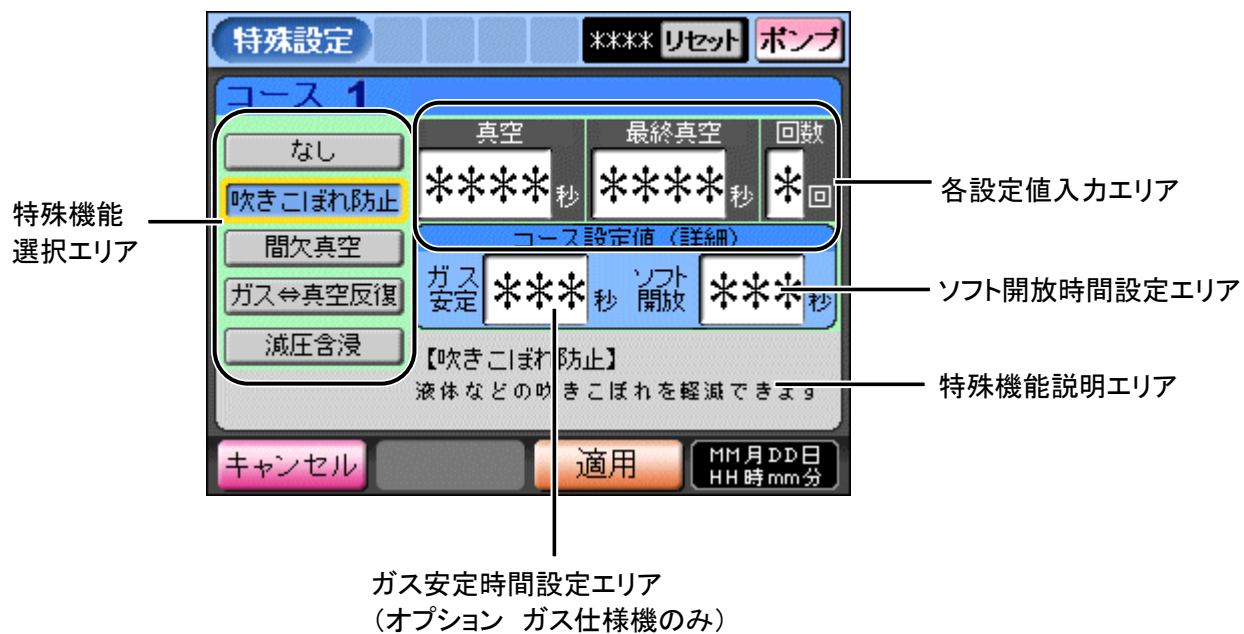 特殊設定
**** リセット ポンプ
コース 1
なし
吹きこぼれ防止
間欠真空
ガス⇔真空反復
減圧含浸
真空 最終真空 回数
****秒 ****秒 *回
コース設定値(詳細)
ガス安定 ***秒 ソフト開放 ***秒
【吹きこぼれ防止】
液体などの吹きこぼれを軽減できます
キャンセル
適用
MM月DD日
HH時mm分
特殊機能
選択エリア
各設定値入力エリア
ソフト開放時間設定エリア
特殊機能説明エリア
ガス安定時間設定エリア
(オプション ガス仕様機のみ)